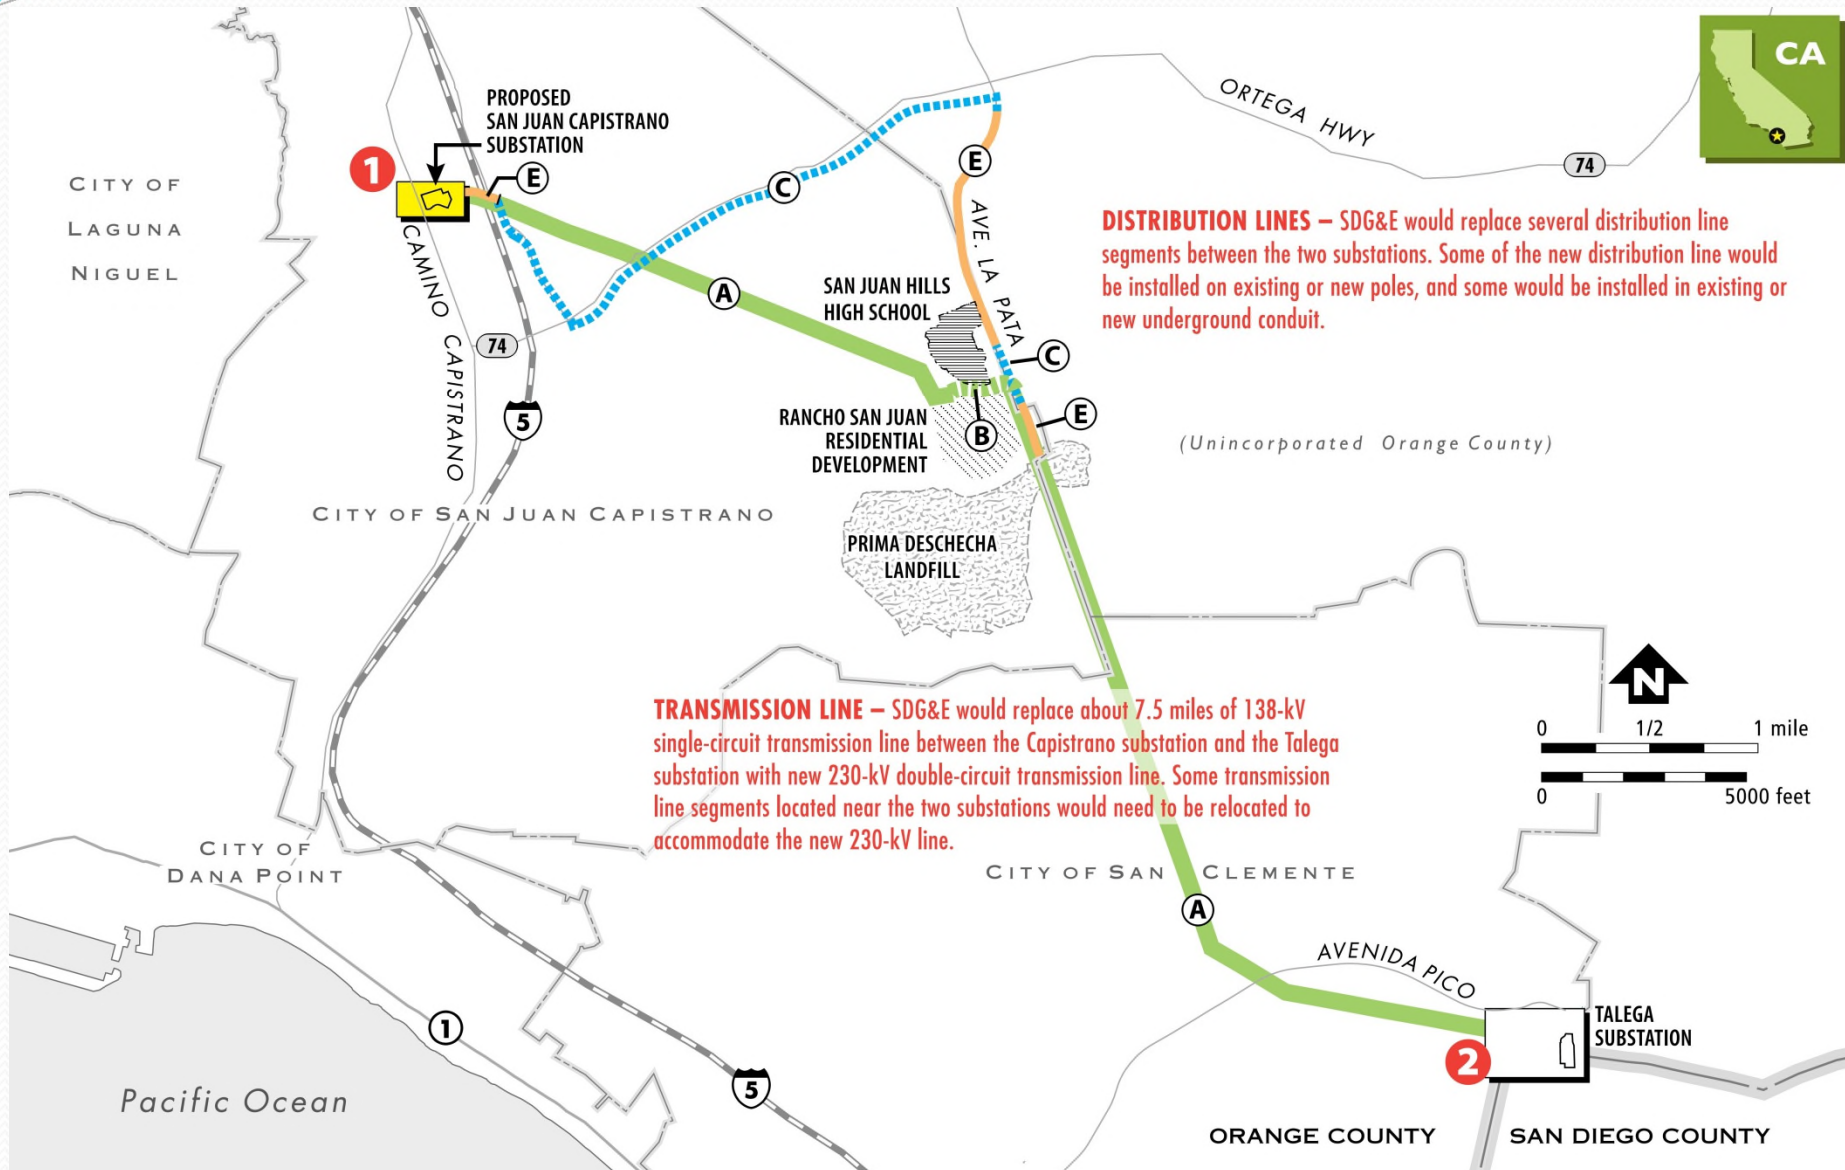 CA
PROPOSED
SAN JUAN CAPISTRANO
SUBSTATION
1
E
CITY OF
LAGUNA
NIGUEL
C
E
ORTEGA HWY
74
DISTRIBUTION LINES – SDG&E would replace several distribution line
segments between the two substations. Some of the new distribution line would
be installed on existing or new poles, and some would be installed in existing or
new underground conduit.
AVE. LA PATA
CAMINO CAPISTRANO
A
SAN JUAN HILLS
HIGH SCHOOL
74
C
5
E
RANCHO SAN JUAN
RESIDENTIAL
DEVELOPMENT
B
(Unincorporated Orange County)
CITY OF SAN JUAN CAPISTRANO
PRIMA DESCHECHA
LANDFILL
N
TRANSMISSION LINE – SDG&E would replace about 7.5 miles of 138-kV
single-circuit transmission line between the Capistrano substation and the Talega
substation with new 230-kV double-circuit transmission line. Some transmission
line segments located near the two substations would need to be relocated to
accommodate the new 230-kV line.
0 1/2 1 mile
0 5000 feet
CITY OF
DANA POINT
CITY OF SAN CLEMENTE
A
AVENIDA PICO
TALEGA
SUBSTATION
1
2
5
Pacific Ocean
ORANGE COUNTY
SAN DIEGO COUNTY